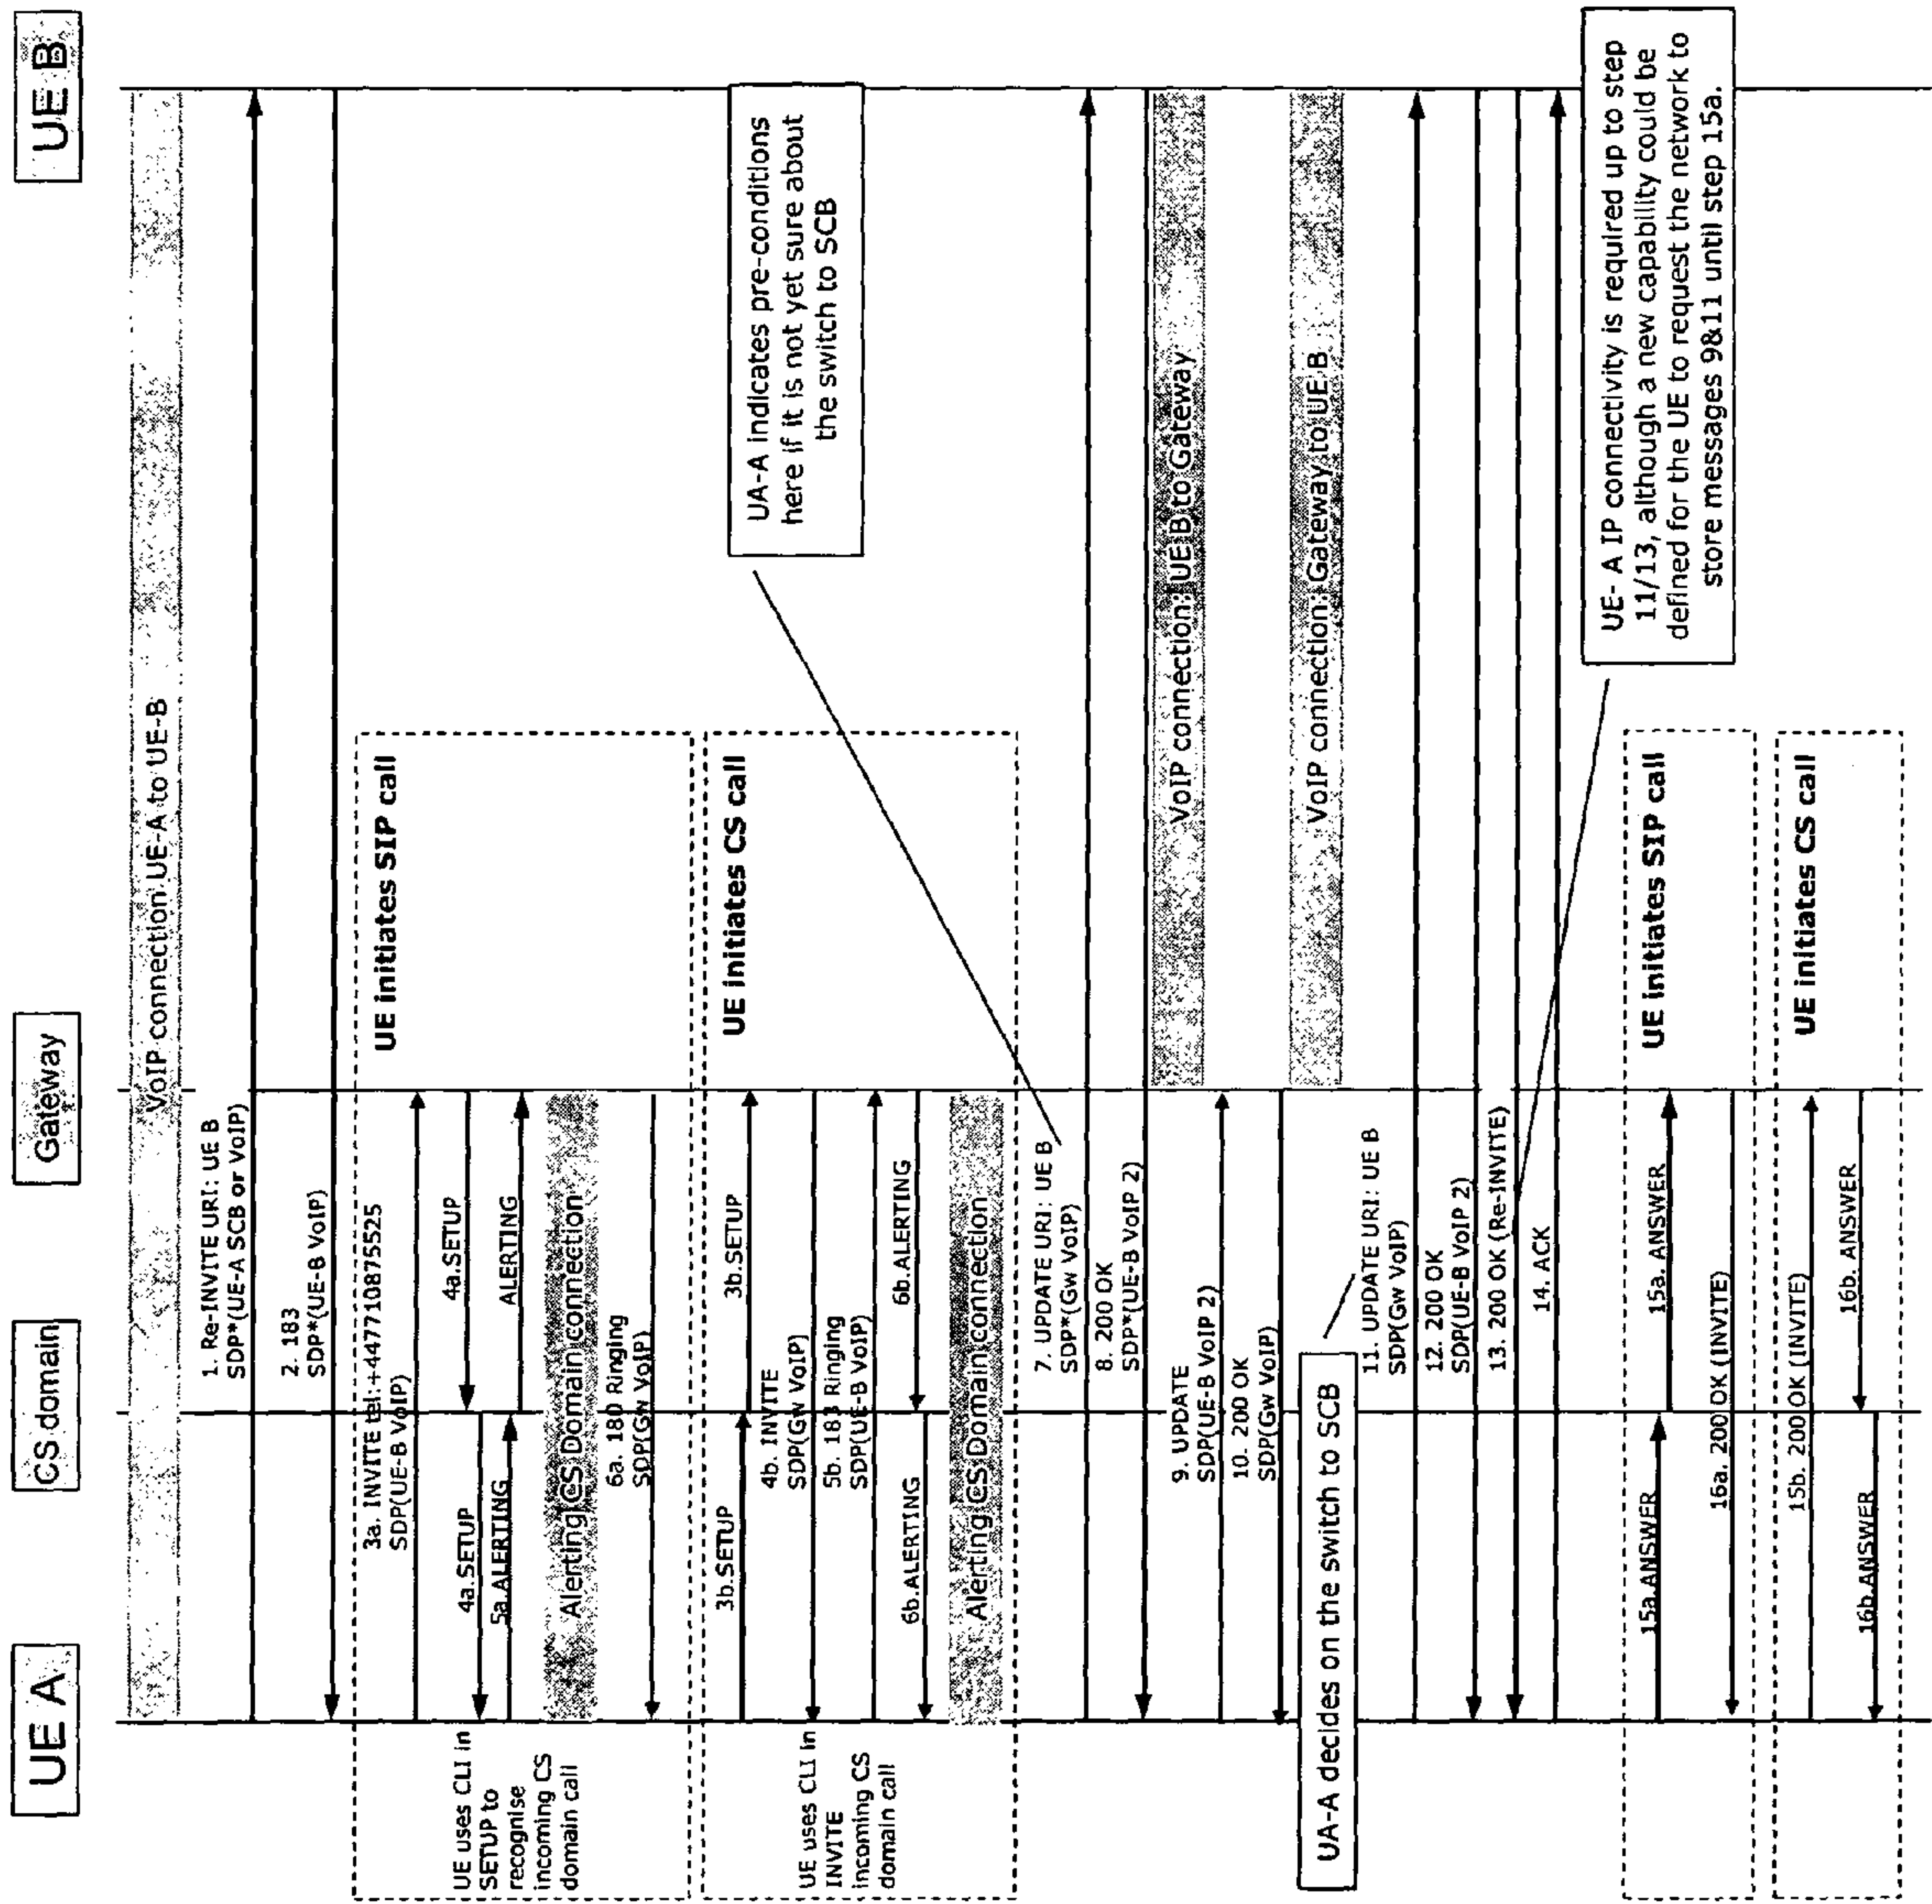 UE A
CS domain
Gateway
UE B
VoIP connection UE-A to UE-B
1. Re-INVITE URI: UE B
SDP*(UE-A SCB or VoIP)
2. 183
SDP*(UE-B VoIP)
3a. INVITE tel:+447710875525
SDP(UE-B VoIP)
UE initiates SIP call
UE uses CLI in
SETUP to
recognise
incoming CS
domain call
4a.SETUP
4a.SETUP
5a.ALERTING
ALERTING
Alerting CS Domain connection
6a. 180 Ringing
SDP(GW VoIP)
UE initiates CS call
UE uses CLI in
INVITE
incoming CS
domain call
3b.SETUP
3b.SETUP
4b. INVITE
SDP(GW VoIP)
5b. 183 Ringing
SDP(UE-B VoIP)
6b.ALERTING
6b.ALERTING
Alerting CS Domain connection
UA-A indicates pre-conditions
here if it is not yet sure about
the switch to SCB
7. UPDATE URI: UE B
SDP*(Gw VoIP)
8. 200 OK
SDP*(UE-B VoIP 2)
VoIP connection: UE B to Gateway
9. UPDATE
SDP(UE-B VoIP 2)
10. 200 OK
SDP(Gw VoIP)
VoIP connection: Gateway to UE B
UA-A decides on the switch to SCB
11. UPDATE URI: UE B
SDP(Gw VoIP)
12. 200 OK
SDP(UE-B VoIP 2)
13. 200 OK (Re-INVITE)
14. ACK
UE- A IP connectivity is required up to step
11/13, although a new capability could be
defined for the UE to request the network to
store messages 9&11 until step 15a.
UE initiates SIP call
15a.ANSWER
15a. ANSWER
16a. 200 OK (INVITE)
UE initiates CS call
15b. 200 OK (INVITE)
16b. ANSWER
16b.ANSWER